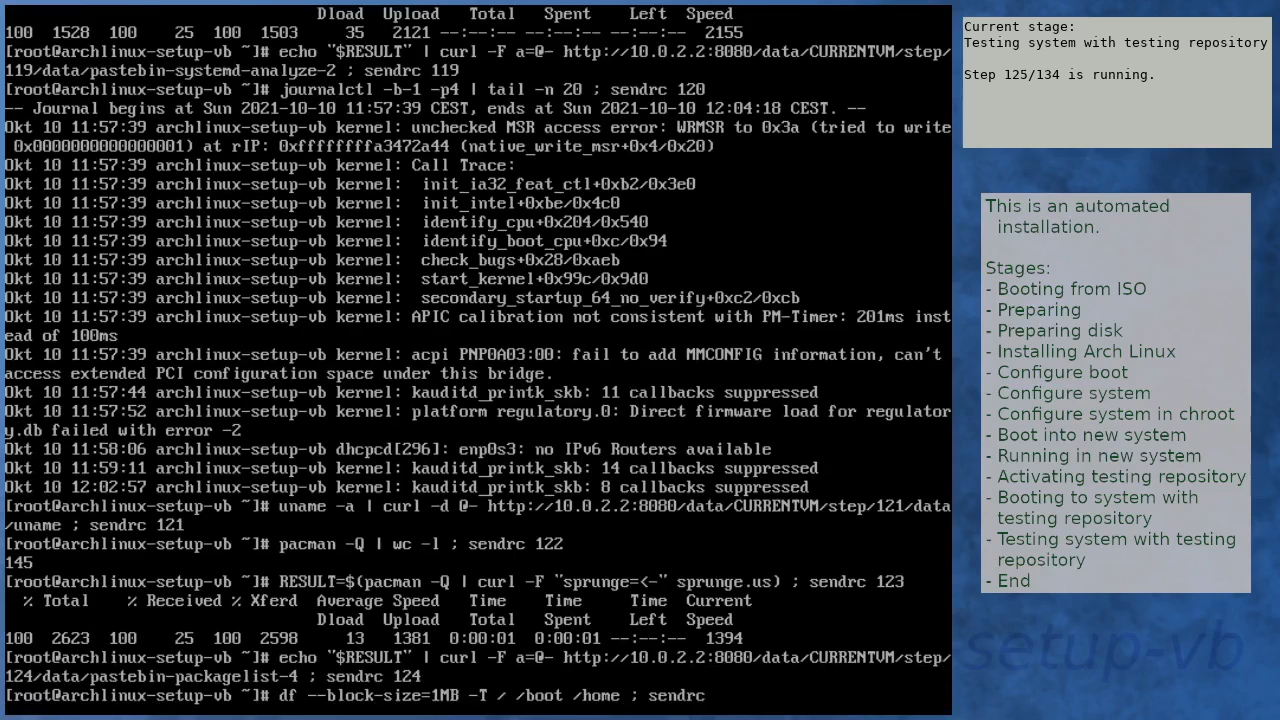 Dload  Upload   Total   Spent    Left  Speed
100  1528  100    25  100  1503     35   2121 --:--:-- --:--:-- --:--:--  2155
[root@archlinux-setup-vb ~]# echo "$RESULT" | curl -F a=@- http://10.0.2.2:8080/data/CURRENTVM/step/
119/data/pastebin-systemd-analyze-2 ; sendrc 119
[root@archlinux-setup-vb ~]# journalctl -b-1 -p4 | tail -n 20 ; sendrc 120
-- Journal begins at Sun 2021-10-10 11:57:39 CEST, ends at Sun 2021-10-10 12:04:18 CEST. --
Okt 10 11:57:39 archlinux-setup-vb kernel: unchecked MSR access error: WRMSR to 0x3a (tried to write
 0x0000000000000001) at rIP: 0xffffffffa3472a44 (native_write_msr+0x4/0x20)
Okt 10 11:57:39 archlinux-setup-vb kernel: Call Trace:
Okt 10 11:57:39 archlinux-setup-vb kernel:  init_ia32_feat_ctl+0xb2/0x3e0
Okt 10 11:57:39 archlinux-setup-vb kernel:  init_intel+0xbe/0x4c0
Okt 10 11:57:39 archlinux-setup-vb kernel:  identify_cpu+0x204/0x540
Okt 10 11:57:39 archlinux-setup-vb kernel:  identify_boot_cpu+0xc/0x94
Okt 10 11:57:39 archlinux-setup-vb kernel:  check_bugs+0x28/0xaeb
Okt 10 11:57:39 archlinux-setup-vb kernel:  start_kernel+0x99c/0x9d0
Okt 10 11:57:39 archlinux-setup-vb kernel:  secondary_startup_64_no_verify+0xc2/0xcb
Okt 10 11:57:39 archlinux-setup-vb kernel: APIC calibration not consistent with PM-Timer: 201ms inst
ead of 100ms
Okt 10 11:57:39 archlinux-setup-vb kernel: acpi PNP0A03:00: fail to add MMCONFIG information, can't
access extended PCI configuration space under this bridge.
Okt 10 11:57:44 archlinux-setup-vb kernel: kauditd_printk_skb: 11 callbacks suppressed
Okt 10 11:57:52 archlinux-setup-vb kernel: platform regulatory.0: Direct firmware load for regulator
y.db failed with error -2
Okt 10 11:58:06 archlinux-setup-vb dhcpcd[296]: enp0s3: no IPv6 Routers available
Okt 10 11:59:11 archlinux-setup-vb kernel: kauditd_printk_skb: 14 callbacks suppressed
Okt 10 12:02:57 archlinux-setup-vb kernel: kauditd_printk_skb: 8 callbacks suppressed
[root@archlinux-setup-vb ~]# uname -a | curl -d @- http://10.0.2.2:8080/data/CURRENTVM/step/121/data
/uname ; sendrc 121
[root@archlinux-setup-vb ~]# pacman -Q | wc -l ; sendrc 122
145
[root@archlinux-setup-vb ~]# RESULT=$(pacman -Q | curl -F "sprunge=<-" sprunge.us) ; sendrc 123
  % Total    % Received % Xferd  Average Speed   Time    Time     Time  Current
                                 Dload  Upload   Total   Spent    Left  Speed
100  2623  100    25  100  2598     13   1381  0:00:01  0:00:01 --:--:--  1394
[root@archlinux-setup-vb ~]# echo "$RESULT" | curl -F a=@- http://10.0.2.2:8080/data/CURRENTVM/step/
124/data/pastebin-packagelist-4 ; sendrc 124
[root@archlinux-setup-vb ~]# df --block-size=1MB -T / /boot /home ; sendrc
Current stage:
Testing system with testing repository
Step 125/134 is running.
This is an automated
installation.
Stages:
- Booting from ISO
- Preparing
- Preparing disk
- Installing Arch Linux
- Configure boot
- Configure system
- Configure system in chroot
- Boot into new system
- Running in new system
- Activating testing repository
- Booting to system with
testing repository
- Testing system with testing
repository
- End
setup-vb